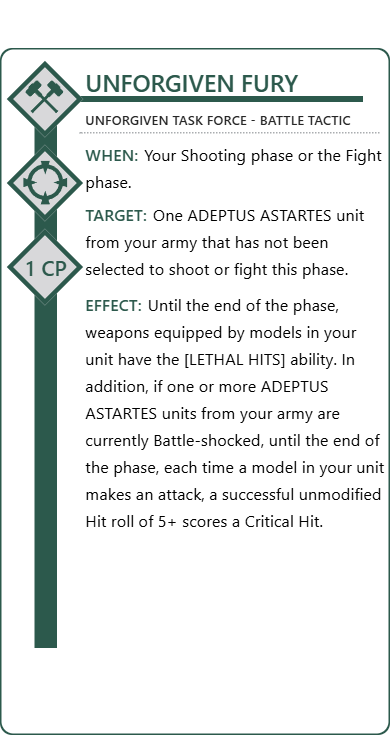 UNFORGIVEN FURY
UNFORGIVEN TASK FORCE - BATTLE TACTIC
WHEN: Your Shooting phase or the Fight
phase.
TARGET: One ADEPTUS ASTARTES unit
from your army that has not been
selected to shoot or fight this phase.
1 CP
EFFECT: Until the end of the phase,
weapons equipped by models in your
unit have the [LETHAL HITS] ability. In
addition, if one or more ADEPTUS
ASTARTES units from your army are
currently Battle-shocked, until the end of
the phase, each time a model in your unit
makes an attack, a successful unmodified
Hit roll of 5+ scores a Critical Hit.